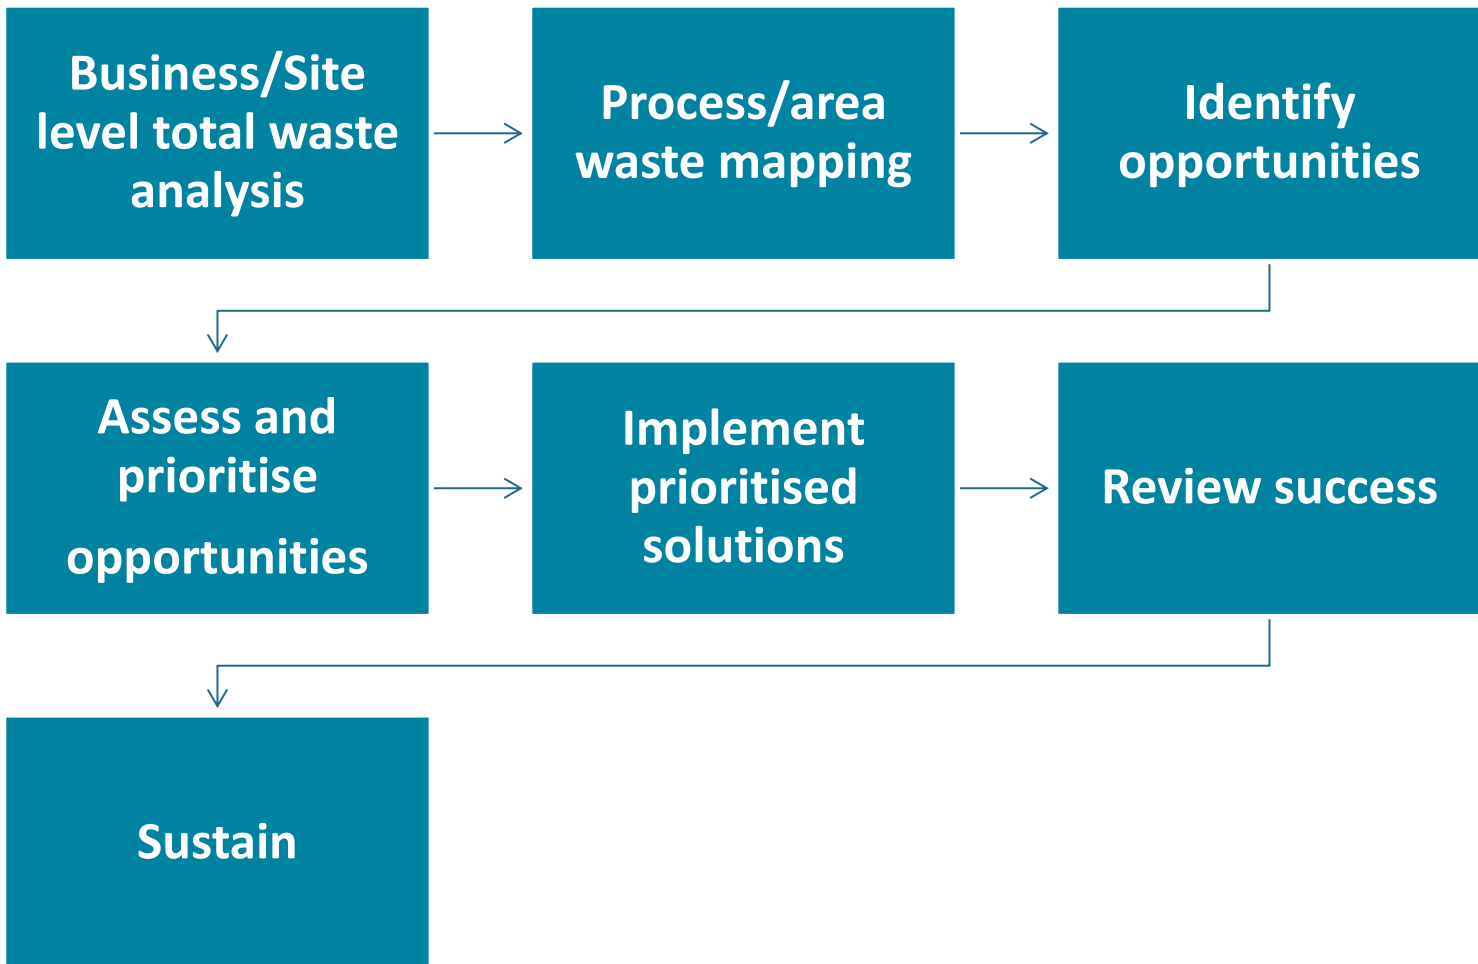 Business/Site
level total waste
analysis
Process/area
waste mapping
Identify
opportunities
Assess and
prioritise
opportunities
Implement
prioritised
solutions
Review success
Sustain